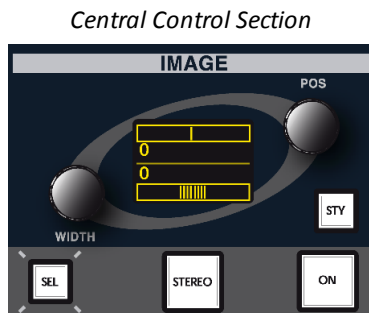 Central Control Section
IMAGE
POS
0
0
WIDTH
STY
SEL
STEREO
ON